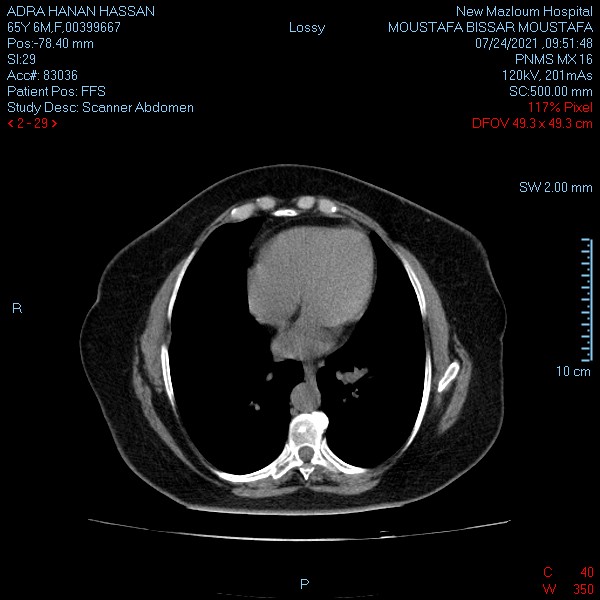 ADRA HANAN HASSAN
65Y 6M,F,00399667
Pos:-78.40 mm
SI:29
Acc#: 83036
Patient Pos: FFS
Study Desc: Scanner Abdomen
< 2 - 29 >
Lossy
New Mazloum Hospital
MOUSTAFA BISSAR MOUSTAFA
07/24/2021 ,09:51:48
PNMS MX 16
120kV, 201mAs
SC:500.00 mm
117% Pixel
DFOV 49.3 x 49.3 cm
SW 2.00 mm
R
10 cm
P
C 40
W 350